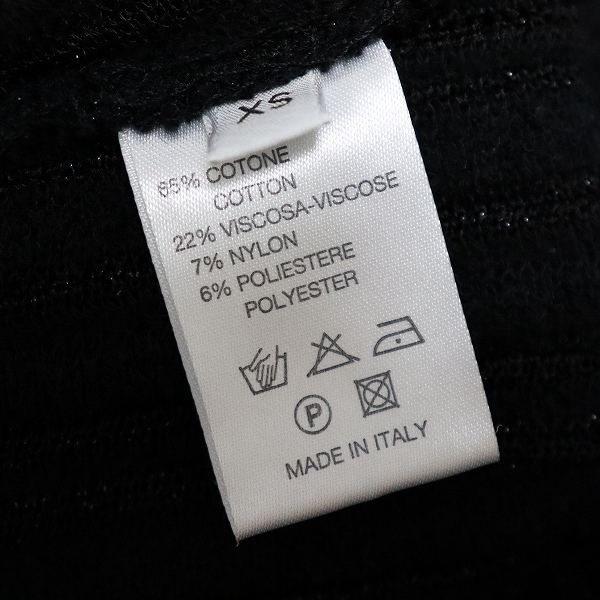 XS
65% COTONE
COTTON
22% VISCOSA-VISCOSE
7% NYLON
6% POLIESTERE
POLYESTER
P
MADE IN ITALY